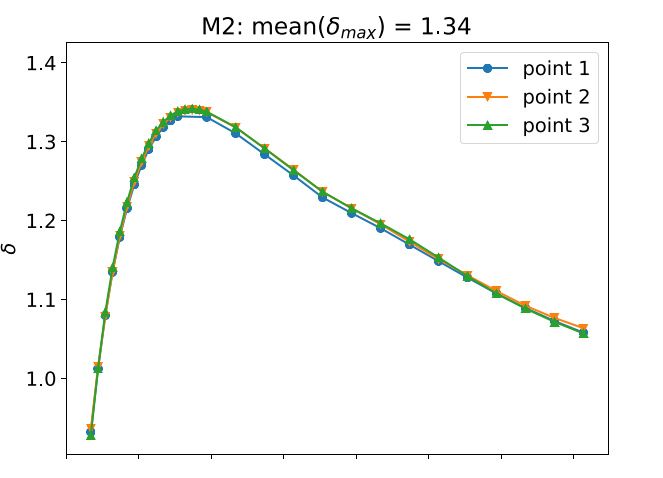 M2: mean(δmax) = 1.34
1.4
1.3
1.2
1.1
1.0
δ
point 1
point 2
point 3